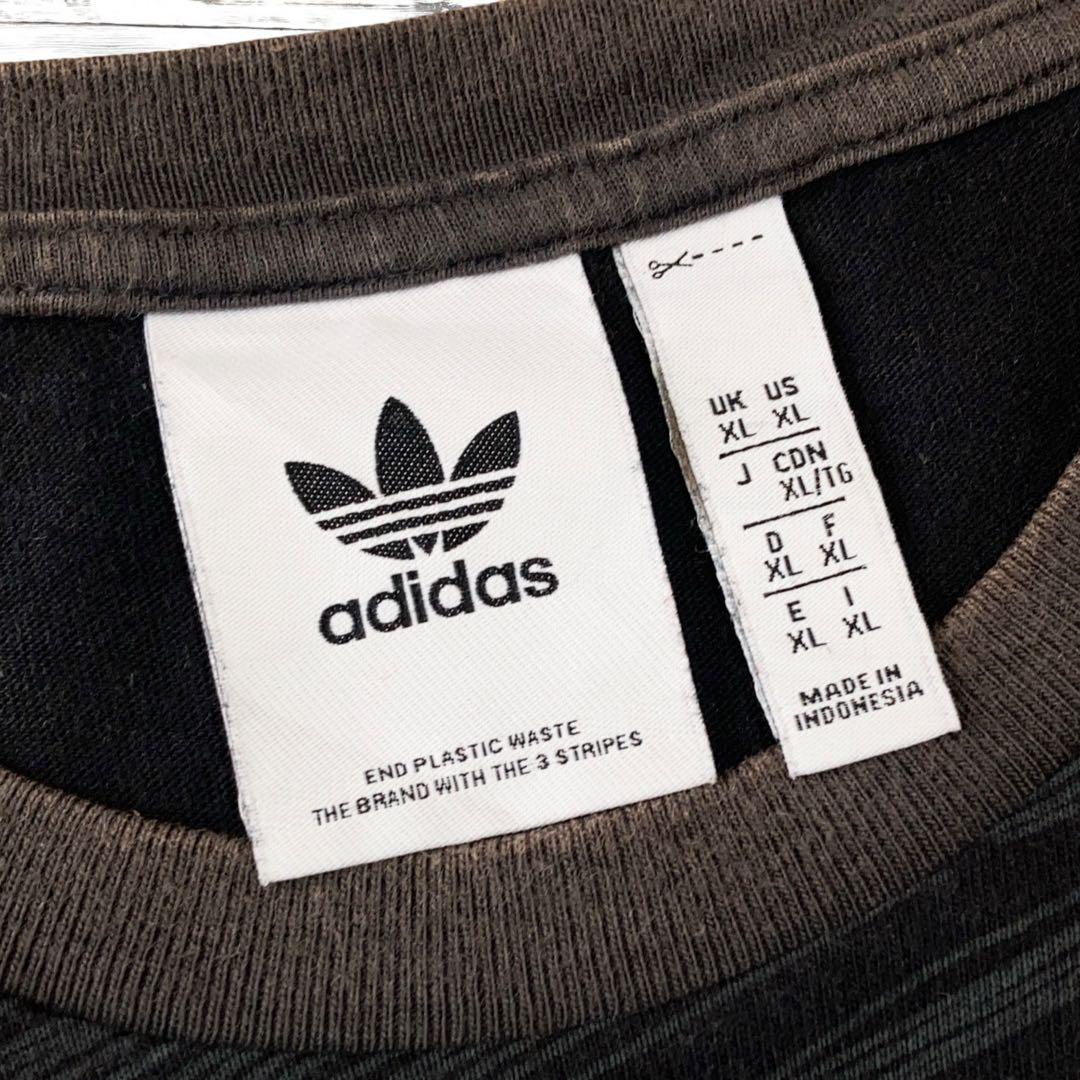 adidas
END PLASTIC WASTE
THE BRAND WITH THE 3 STRIPES
UK US
XL XL
J CDN
XL/TG
D F
XL XL
E I
XL XL
MADE IN
INDONESIA